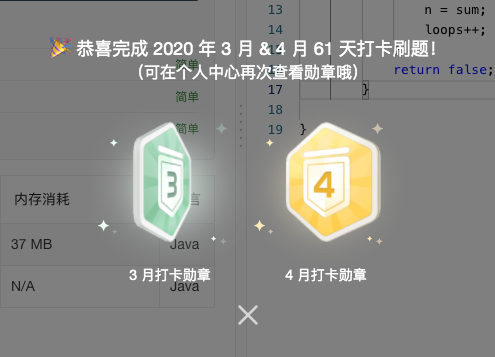 🎉 恭喜完成 2020 年 3 月 & 4 月 61 天打卡刷题！
（可在个人中心再次查看勋章哦）
13 n = sum;
14 loops++;
15
16 return false;
17 }
18
19 }
简单
简单
简单
内存消耗 言
37 MB Java
N/A Java
3
4
3 月打卡勋章
4 月打卡勋章